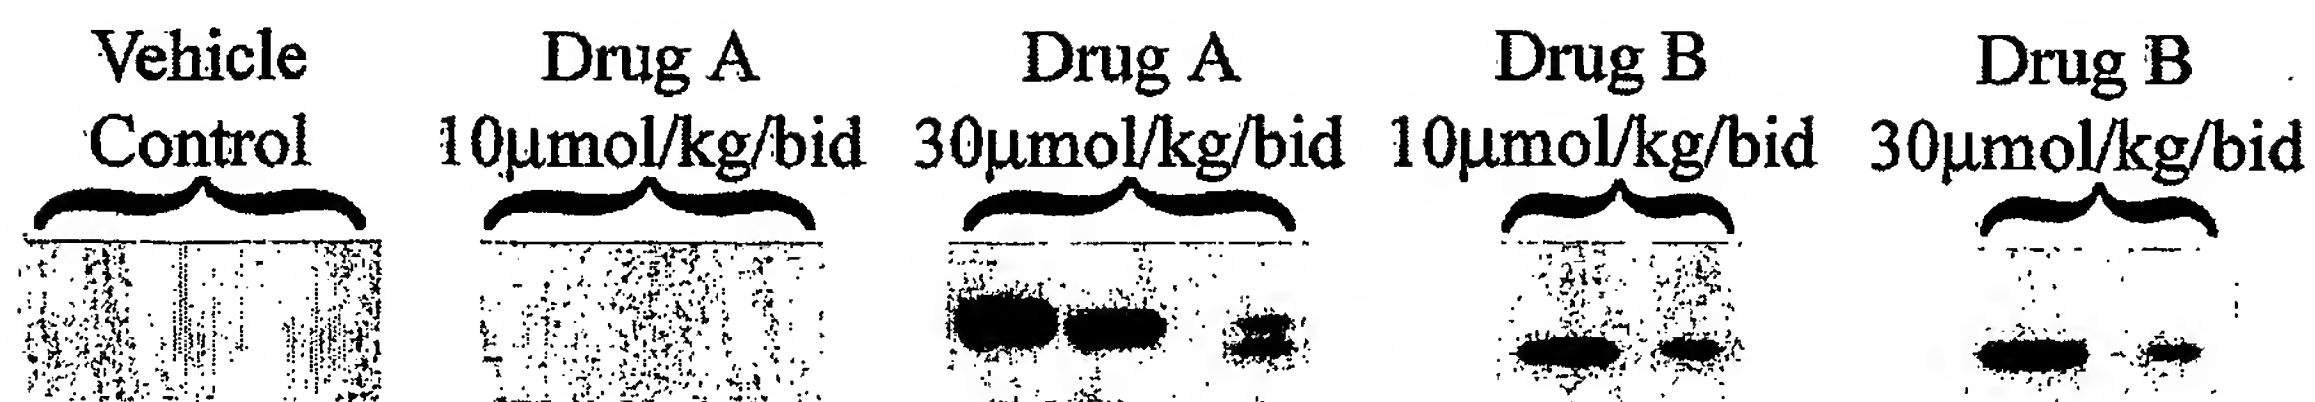 Vehicle
Control
Drug A
10μmol/kg/bid
Drug A
30μmol/kg/bid
Drug B
10μmol/kg/bid
Drug B
30μmol/kg/bid